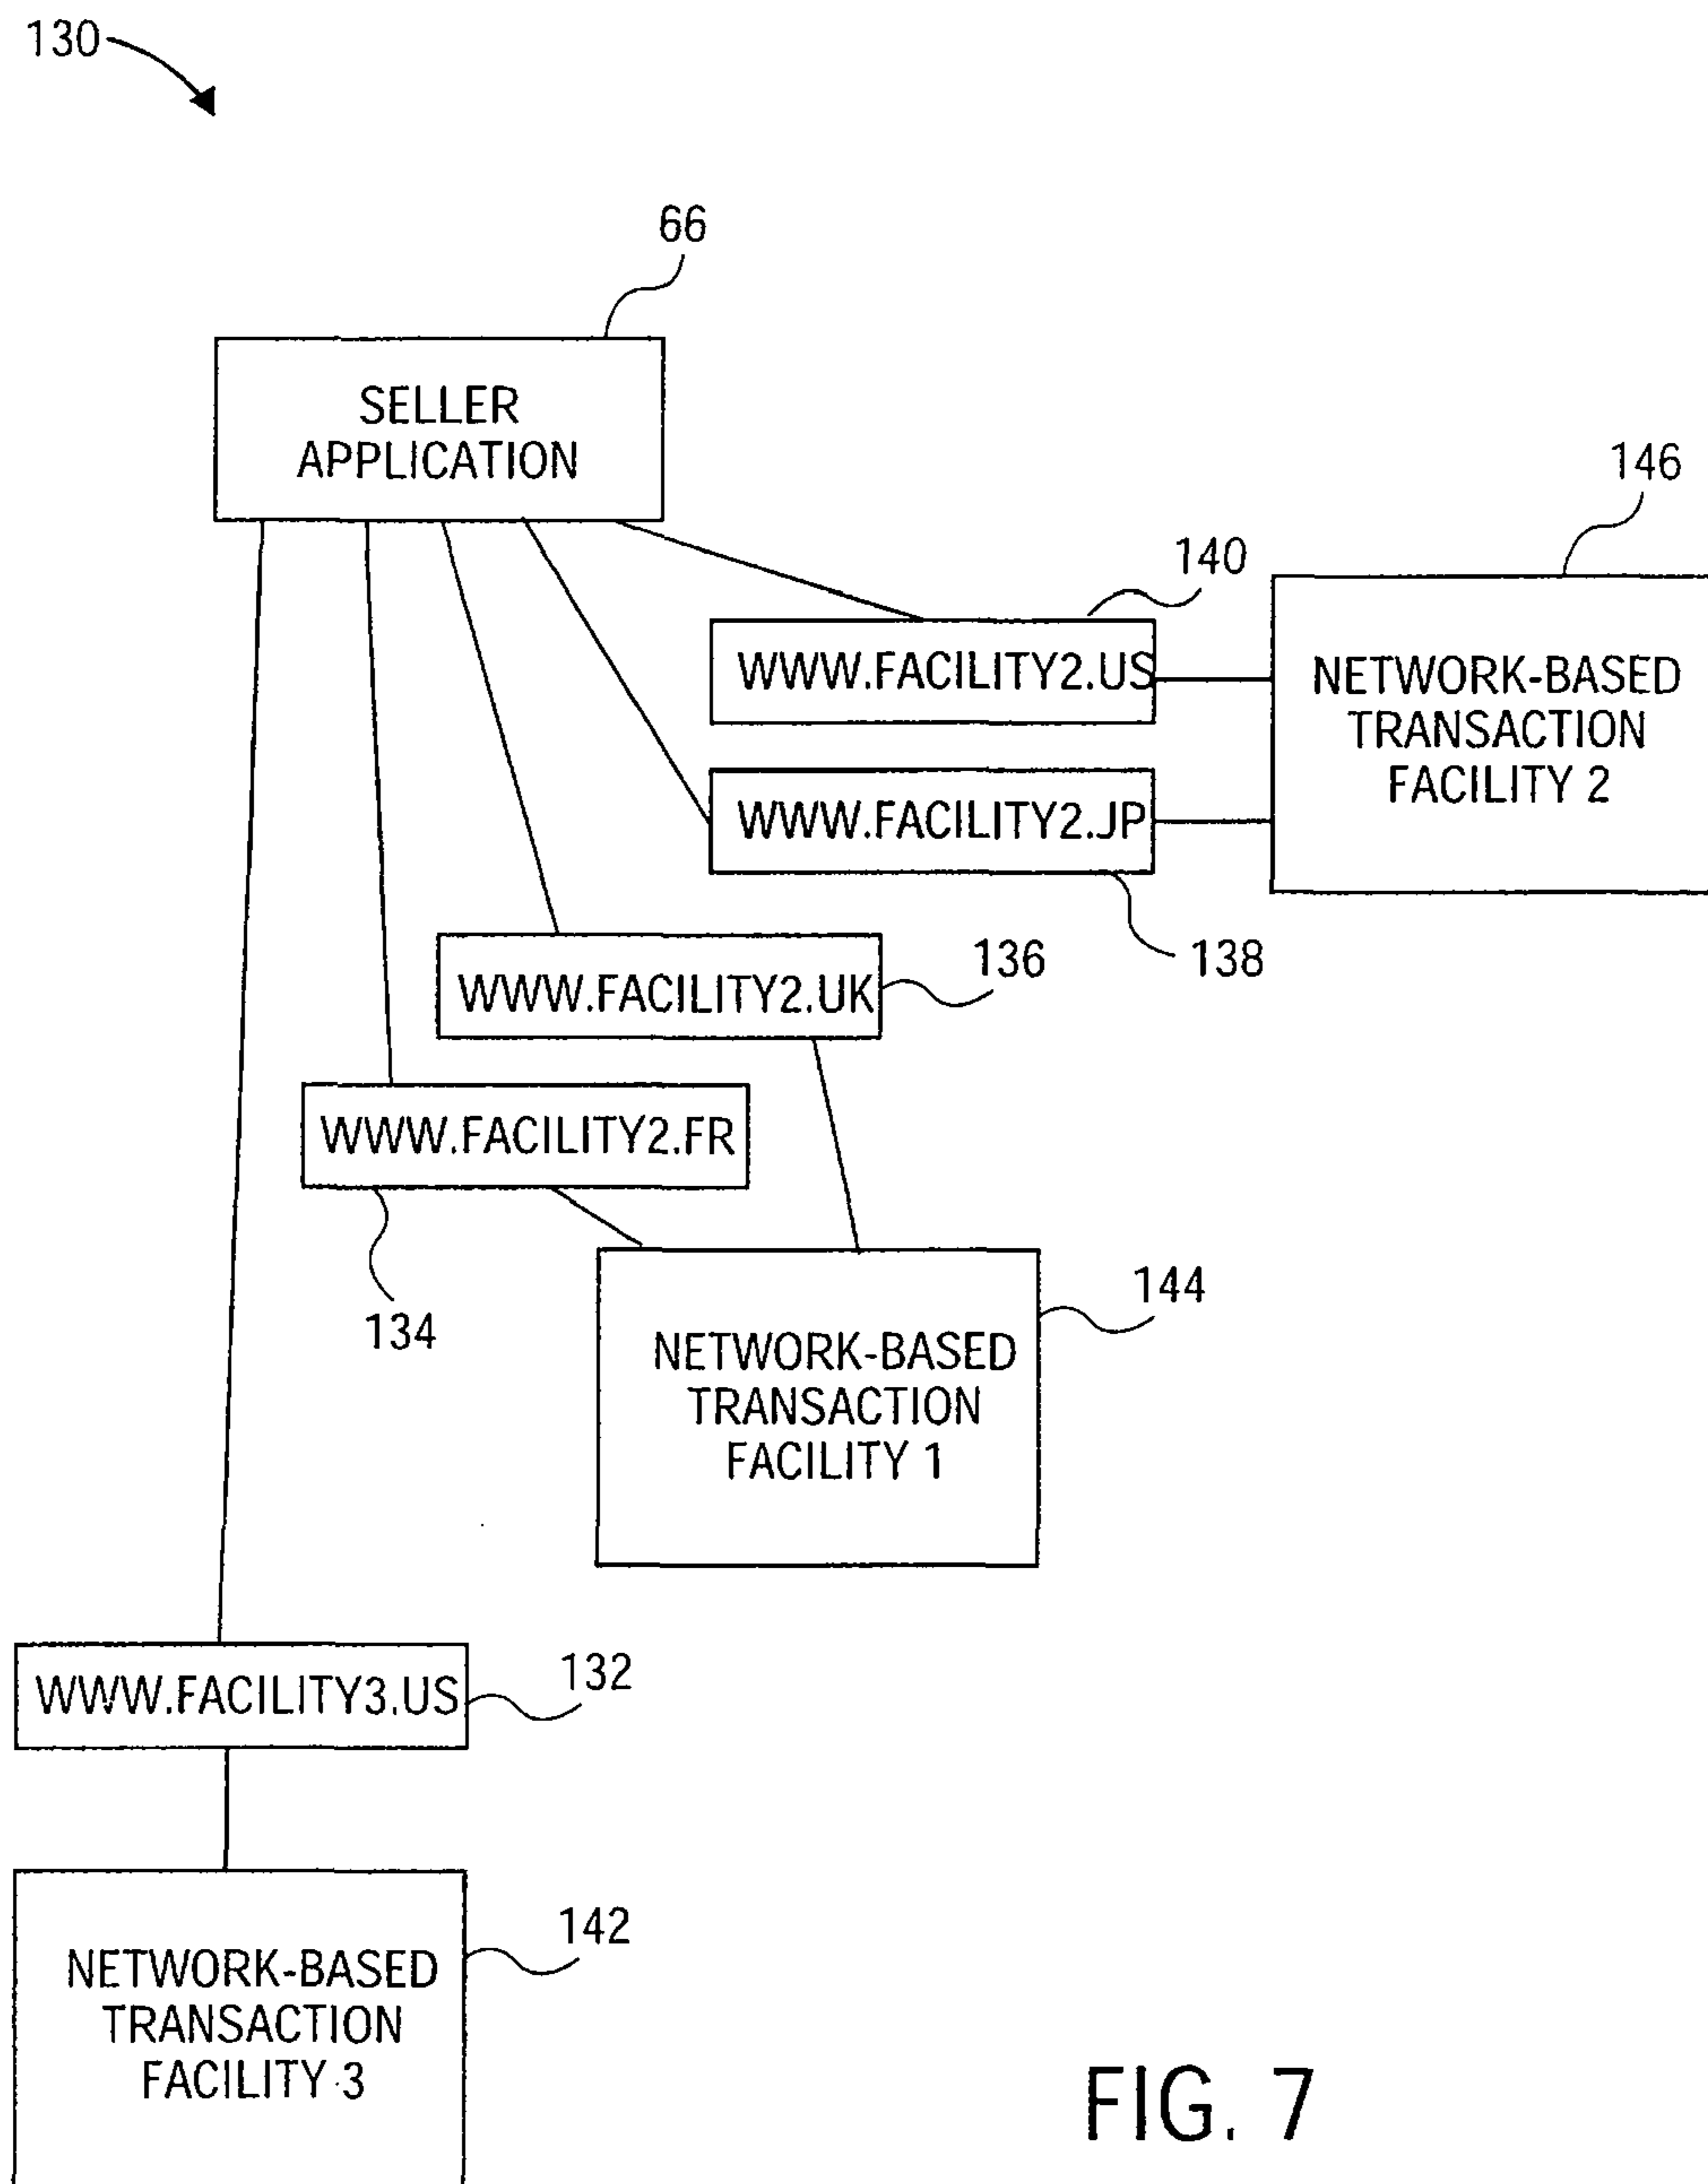 130
66
SELLER
APPLICATION
146
140
WWW.FACILITY2.US
NETWORK-BASED
TRANSACTION
FACILITY 2
WWW.FACILITY2.JP
138
WWW.FACILITY2.UK
136
WWW.FACILITY2.FR
134
144
NETWORK-BASED
TRANSACTION
FACILITY 1
WWW.FACILITY3.US
132
142
NETWORK-BASED
TRANSACTION
FACILITY 3
FIG. 7